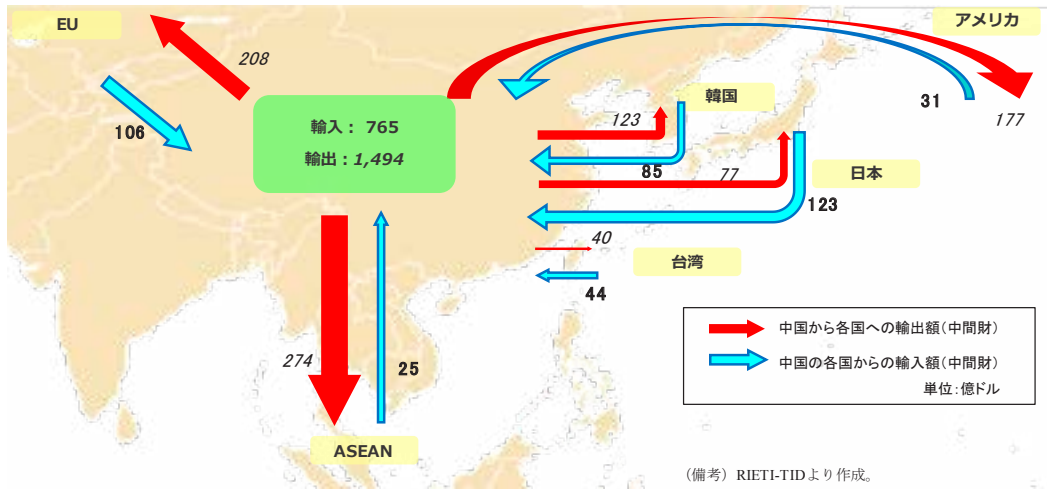 EU
アメリカ
208
106
輸入： 765
輸出：1,494
韓国
123
85
31
177
77
日本
123
40
台湾
44
274
25
ASEAN
中国から各国への輸出額（中間財）
中国の各国からの輸入額（中間財）
単位：億ドル
（備考）RIETI-TIDより作成。